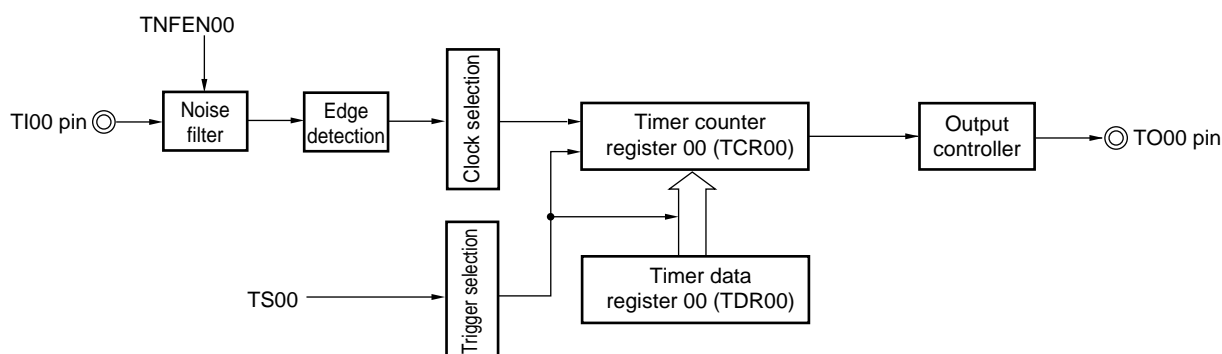 TNFEN00
TI00 pin
Noise
filter
Edge
detection
Clock selection
Timer counter
register 00 (TCR00)
Output
controller
TO00 pin
TS00
Trigger selection
Timer data
register 00 (TDR00)